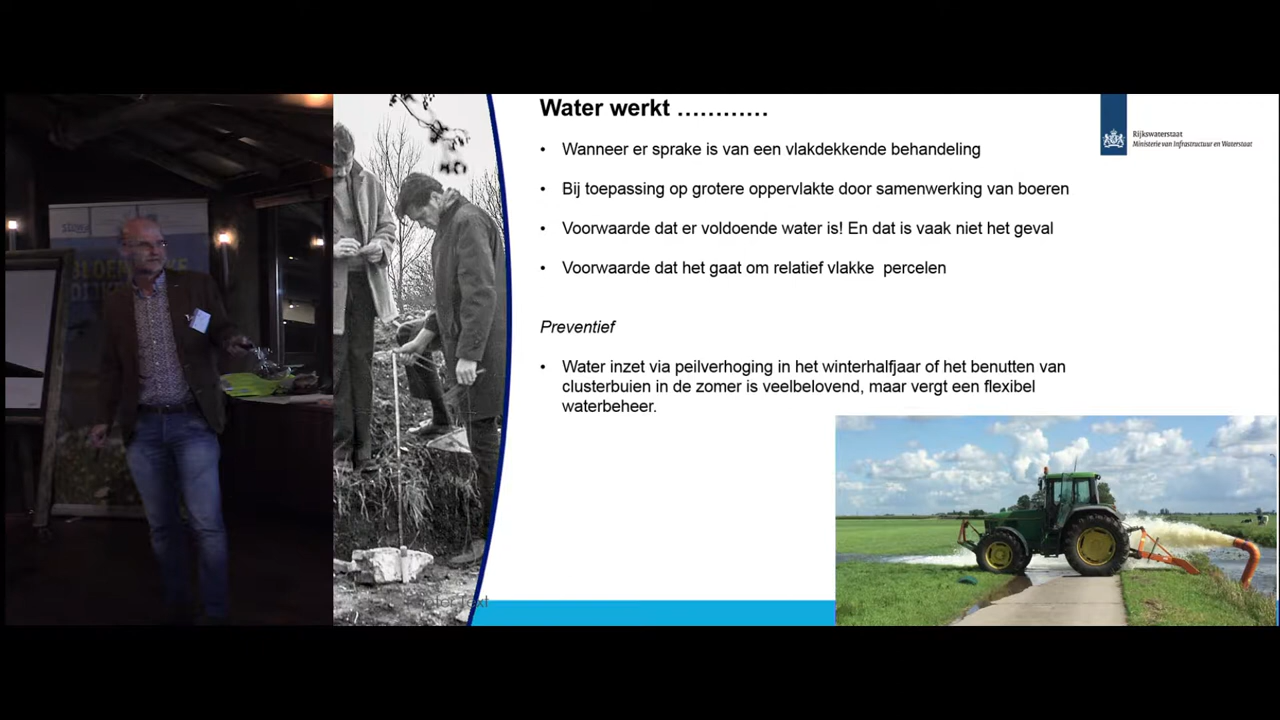 Water werkt …………
Rijkswaterstaat
Ministerie van Infrastructuur en Waterstaat
• Wanneer er sprake is van een vlakdekkende behandeling
• Bij toepassing op grotere oppervlakte door samenwerking van boeren
• Voorwaarde dat er voldoende water is! En dat is vaak niet het geval
• Voorwaarde dat het gaat om relatief vlakke percelen
Preventief
• Water inzet via peilverhoging in het winterhalfjaar of het benutten van
clusterbuien in de zomer is veelbelovend, maar vergt een flexibel
waterbeheer.